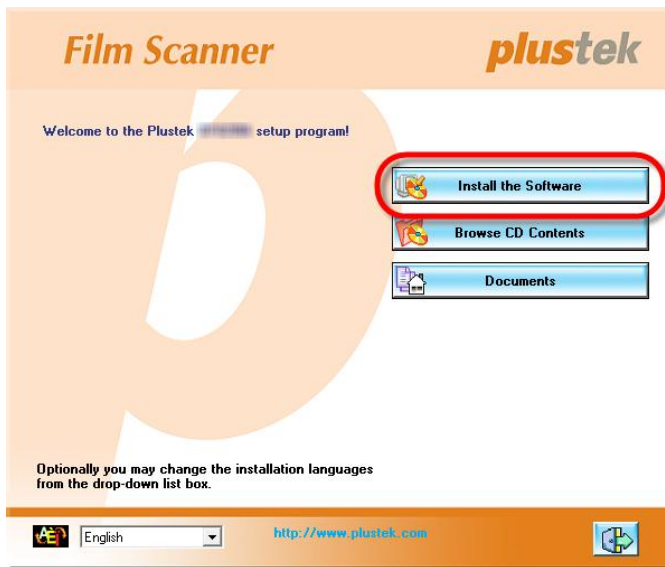 Film Scanner
plustek
Welcome to the Plustek setup program!
Install the Software
Browse CD Contents
Documents
Optionally you may change the installation languages
from the drop-down list box.
English
http://www.plustek.com